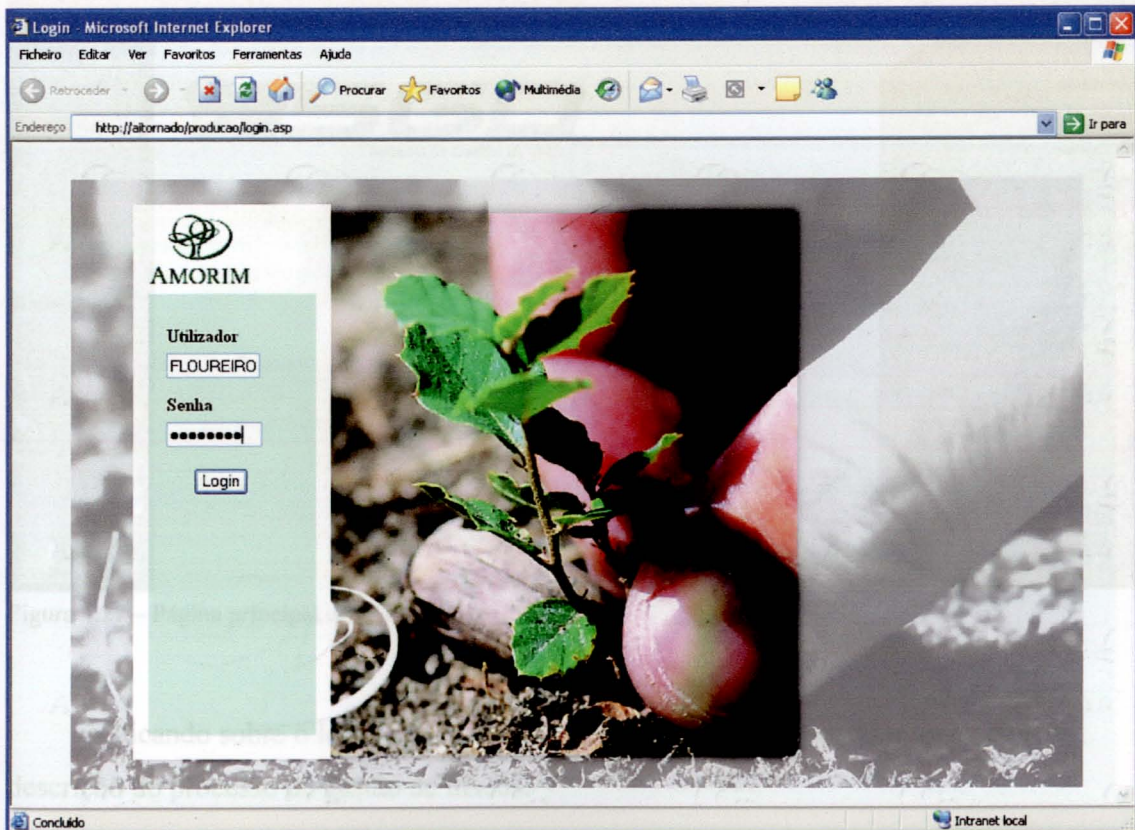 Login - Microsoft Internet Explorer
Ficheiro Editar Ver Favoritos Ferramentas Ajuda
Retroceder Procurar Favoritos Multimédia
Endereço http://aitornado/producao/login.asp Ir para
AMORIM
Utilizador
FLOUREIRO
Senha
••••••••
Login
Concluído Intranet local